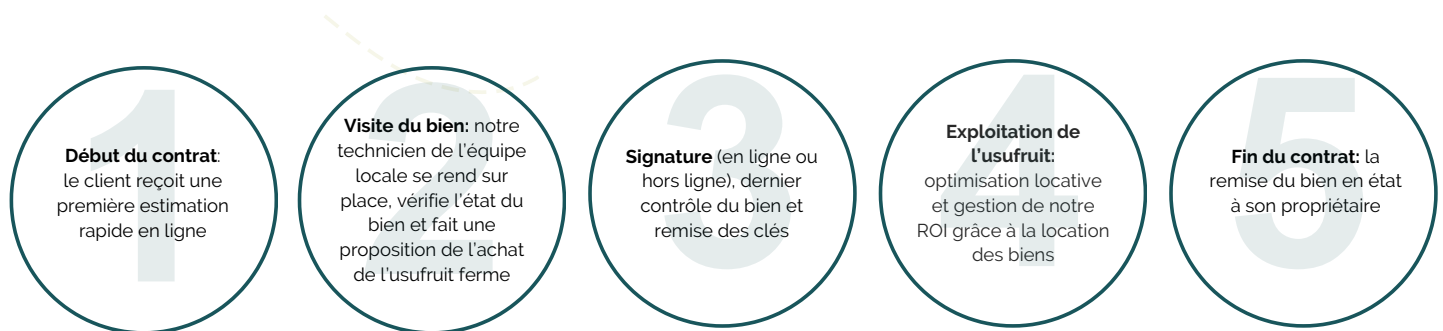 1
Début du contrat:
le client reçoit une
première estimation
rapide en ligne
2
Visite du bien: notre
technicien de l'équipe
locale se rend sur
place, vérifie l'état du
bien et fait une
proposition de l'achat
de l'usufruit ferme
3
Signature (en ligne ou
hors ligne), dernier
contrôle du bien et
remise des clés
4
Exploitation de
l'usufruit:
optimisation locative
et gestion de notre
ROI grâce à la location
des biens
5
Fin du contrat: la
remise du bien en état
à son propriétaire